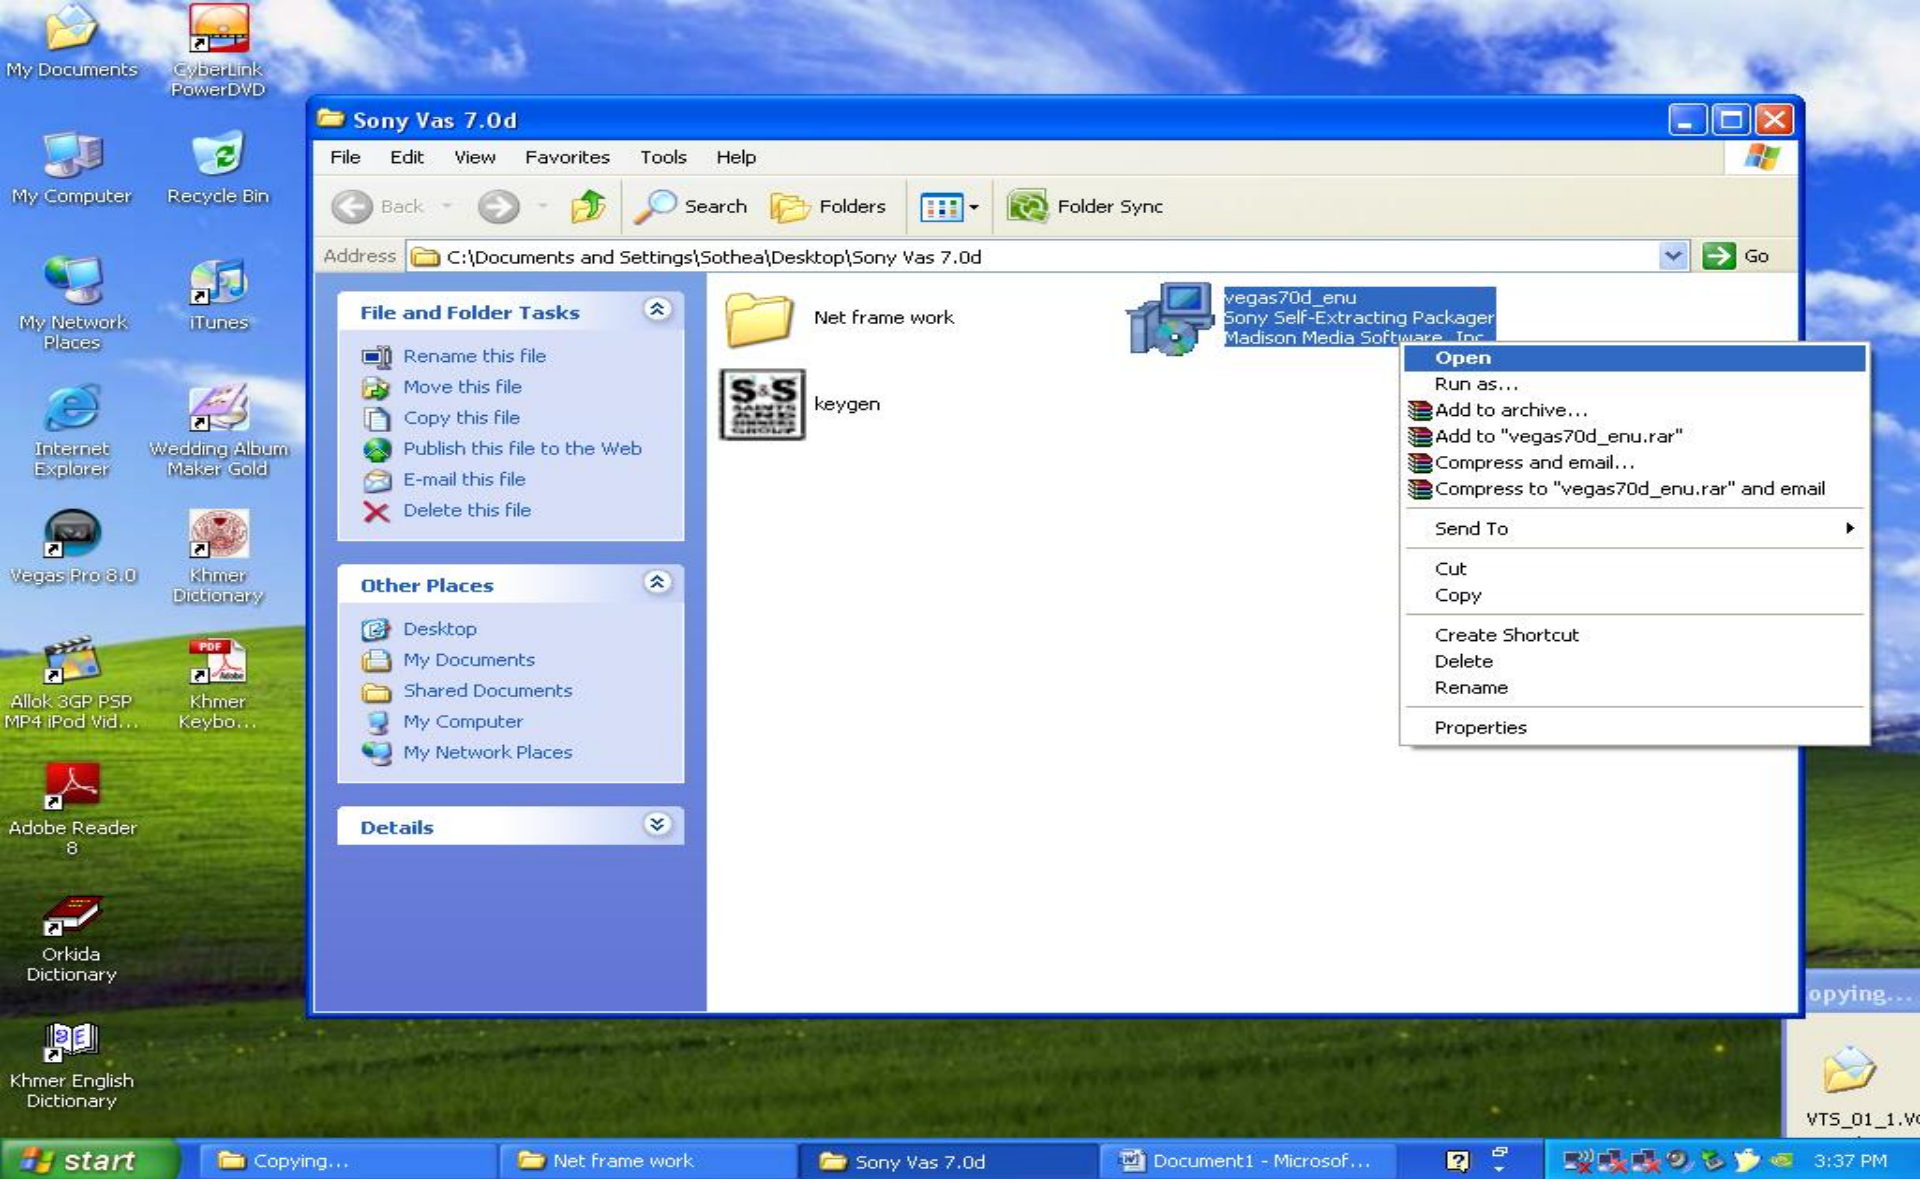 My Documents
CyberLink
PowerDVD
My Computer
Recycle Bin
My Network
Places
iTunes
Internet
Explorer
Wedding Album
Maker Gold
Vegas Pro 8.0
Khmer
Dictionary
Allok 3GP PSP
MP4 iPod Vid...
PDF
Adobe
Khmer
Keybo...
Adobe Reader
8
Orkida
Dictionary
Khmer English
Dictionary
Sony Vas 7.0d
File Edit View Favorites Tools Help
Back Search Folders Folder Sync
Address C:\Documents and Settings\Sothea\Desktop\Sony Vas 7.0d Go
File and Folder Tasks
Rename this file
Move this file
Copy this file
Publish this file to the Web
E-mail this file
Delete this file
Other Places
Desktop
My Documents
Shared Documents
My Computer
My Network Places
Details
Net frame work
vegas70d_enu
Sony Self-Extracting Packager
Madison Media Software, Inc.
S&S
keygen
Open
Run as...
Add to archive...
Add to "vegas70d_enu.rar"
Compress and email...
Compress to "vegas70d_enu.rar" and email
Send To
Cut
Copy
Create Shortcut
Delete
Rename
Properties
opying...
VTS_01_1.V
start Copying... Net frame work Sony Vas 7.0d Document1 - Microsof... 3:37 PM